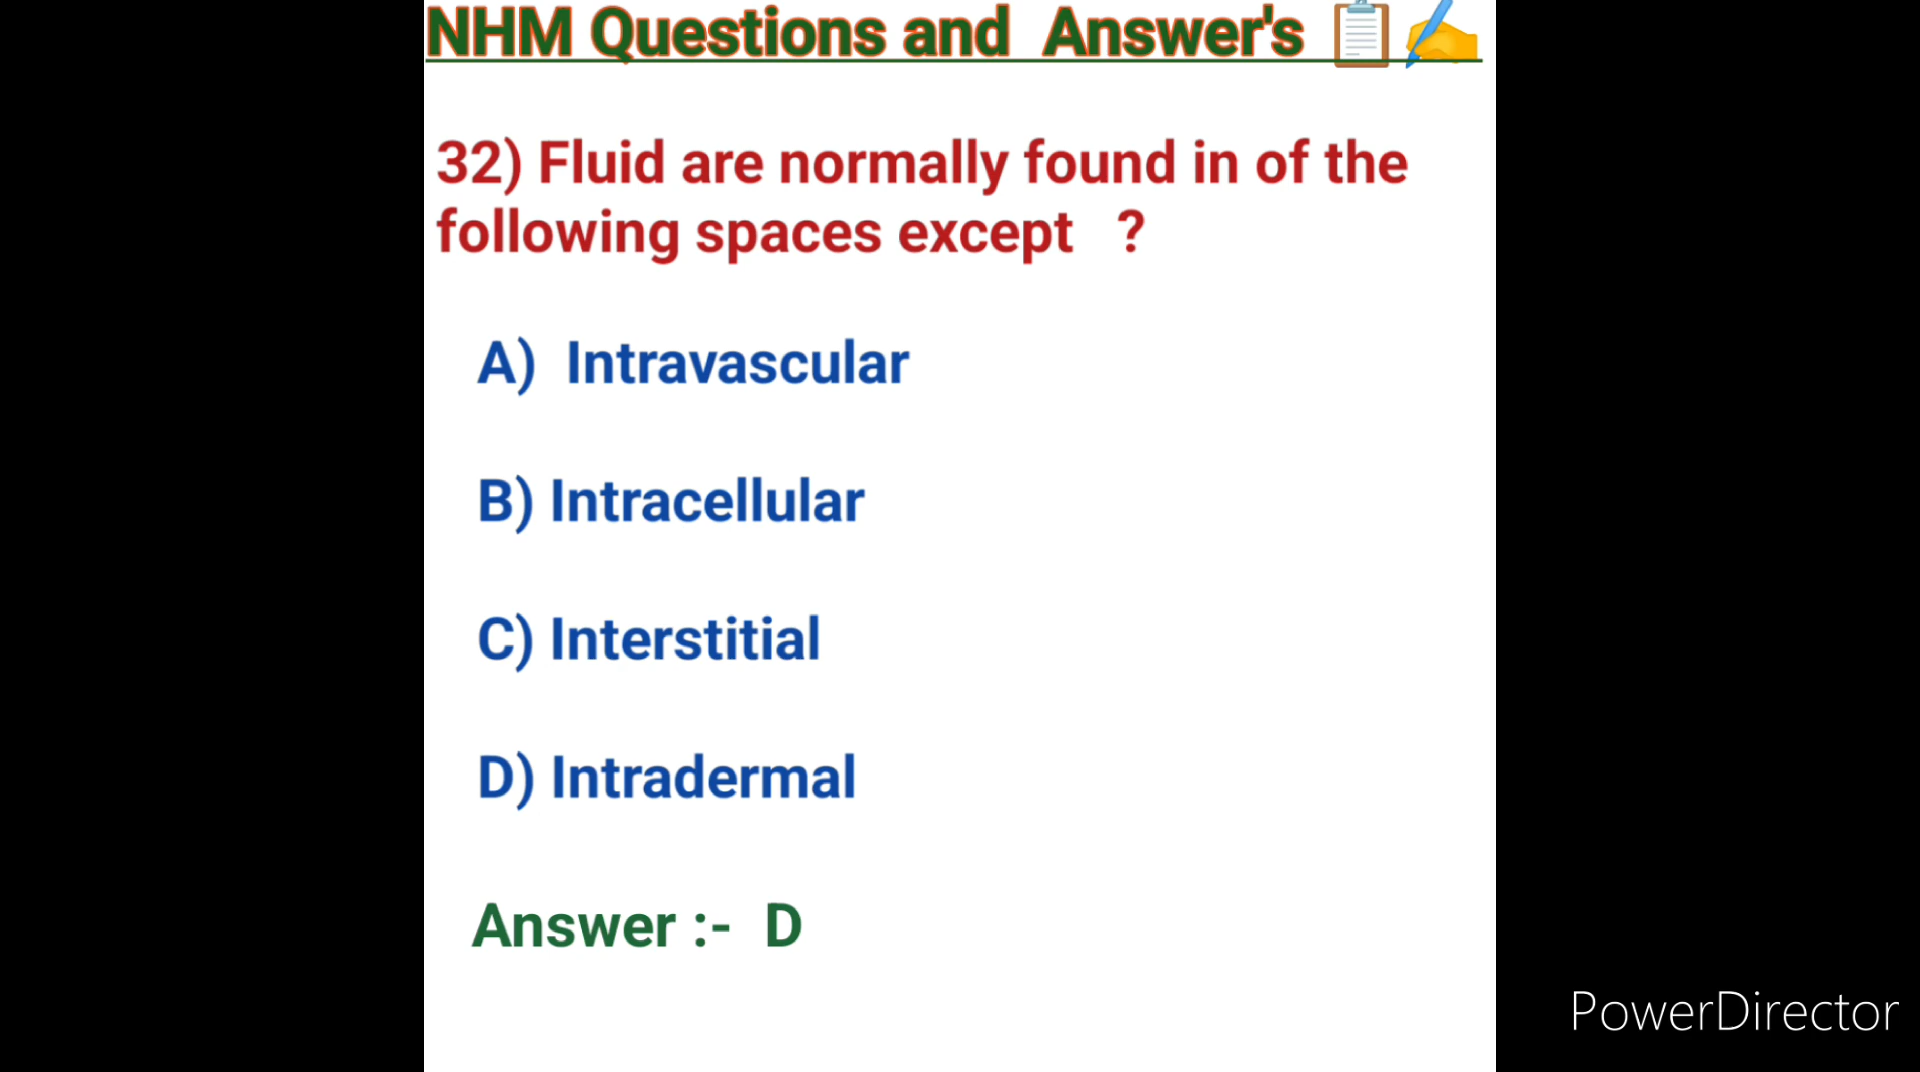 NHM Questions and Answer's 📋✍️
32) Fluid are normally found in of the
following spaces except ?
A) Intravascular
B) Intracellular
C) Interstitial
D) Intradermal
Answer :- D
PowerDirector